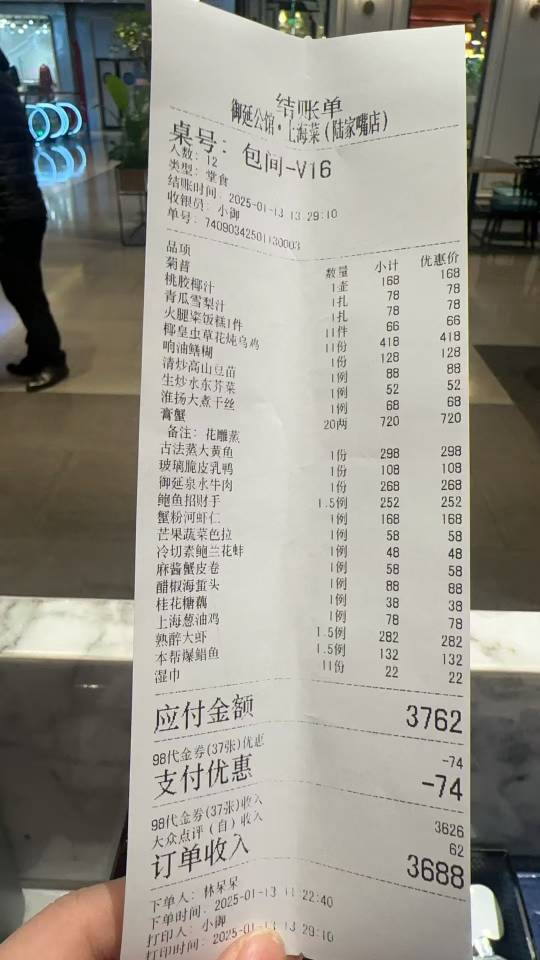 结账单
御延公馆·上海菜(陆家嘴店)
桌号：包间-V16
人数：12
类型：堂食
结账时间：2025-01-13 13:29:10
收银员：小御
单号：74090342501130003
品项 数量 小计 优惠价
菊普 1壶 168 168
桃胶椰汁 1扎 78 78
青瓜雪梨汁 1扎 78 78
火腿粢饭糕1件 11件 66 66
椰皇虫草花炖乌鸡 11份 418 418
响油鳝糊 1份 128 128
清炒高山豆苗 1例 88 88
生炒水东芥菜 1例 52 52
淮扬大煮干丝 1例 68 68
膏蟹 20两 720 720
备注：花雕蒸
古法蒸大黄鱼 1份 298 298
玻璃脆皮乳鸭 1份 108 108
御延泉水牛肉 1份 268 268
鲍鱼招财手 1.5例 252 252
蟹粉河虾仁 1例 168 168
芒果蔬菜色拉 1例 58 58
冷切素鲍兰花蚌 1例 48 48
麻酱蟹皮卷 1例 58 58
醋椒海蜇头 1例 88 88
桂花糖藕 1例 38 38
上海葱油鸡 1例 78 78
熟醉大虾 1.5例 282 282
本帮爆鲳鱼 1.5例 132 132
湿巾 11份 22 22
应付金额 3762
98代金券(37张)优惠 -74
支付优惠 -74
98代金券(37张)收入 3626
大众点评(自)收入 62
订单收入 3688
下单人：林呆呆
下单时间：2025-01-13 11:22:40
打印人：小御
打印时间：2025-01-13 13:29:10